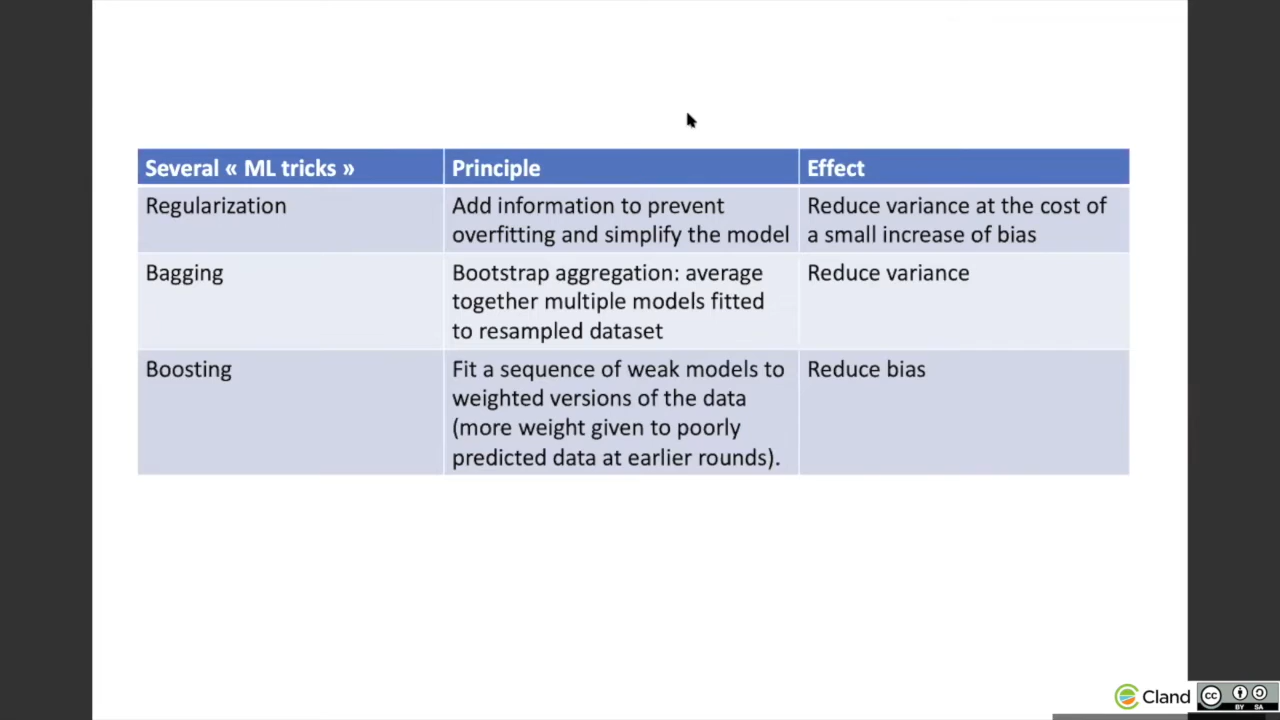 Several « ML tricks »
Principle
Effect
Regularization
Add information to prevent
overfitting and simplify the model
Reduce variance at the cost of
a small increase of bias
Bagging
Bootstrap aggregation: average
together multiple models fitted
to resampled dataset
Reduce variance
Boosting
Fit a sequence of weak models to
weighted versions of the data
(more weight given to poorly
predicted data at earlier rounds).
Reduce bias
Cland
cc
BY SA